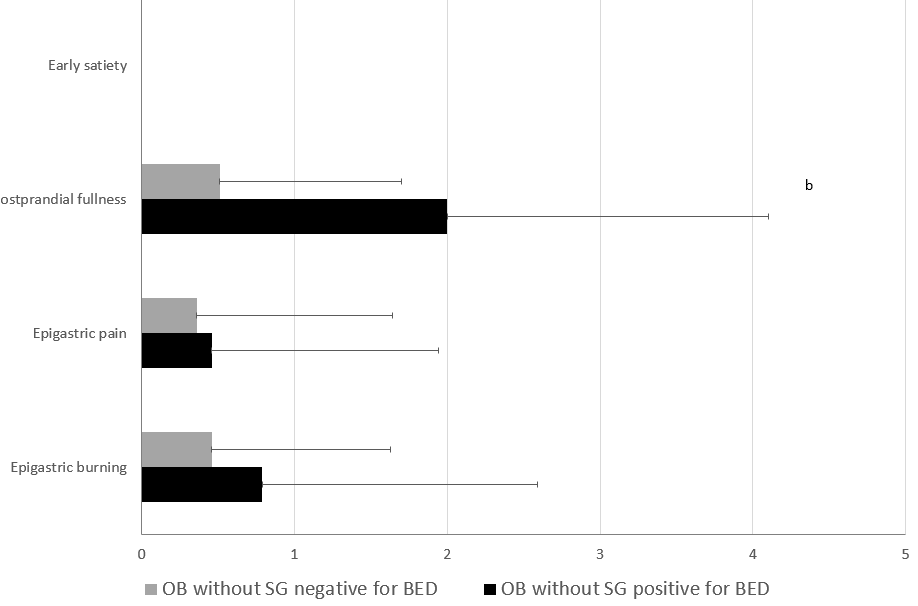 Early satiety
b
ostprandial fullness
Epigastric pain
Epigastric burning
0 1 2 3 4 5
OB without SG negative for BED OB without SG positive for BED